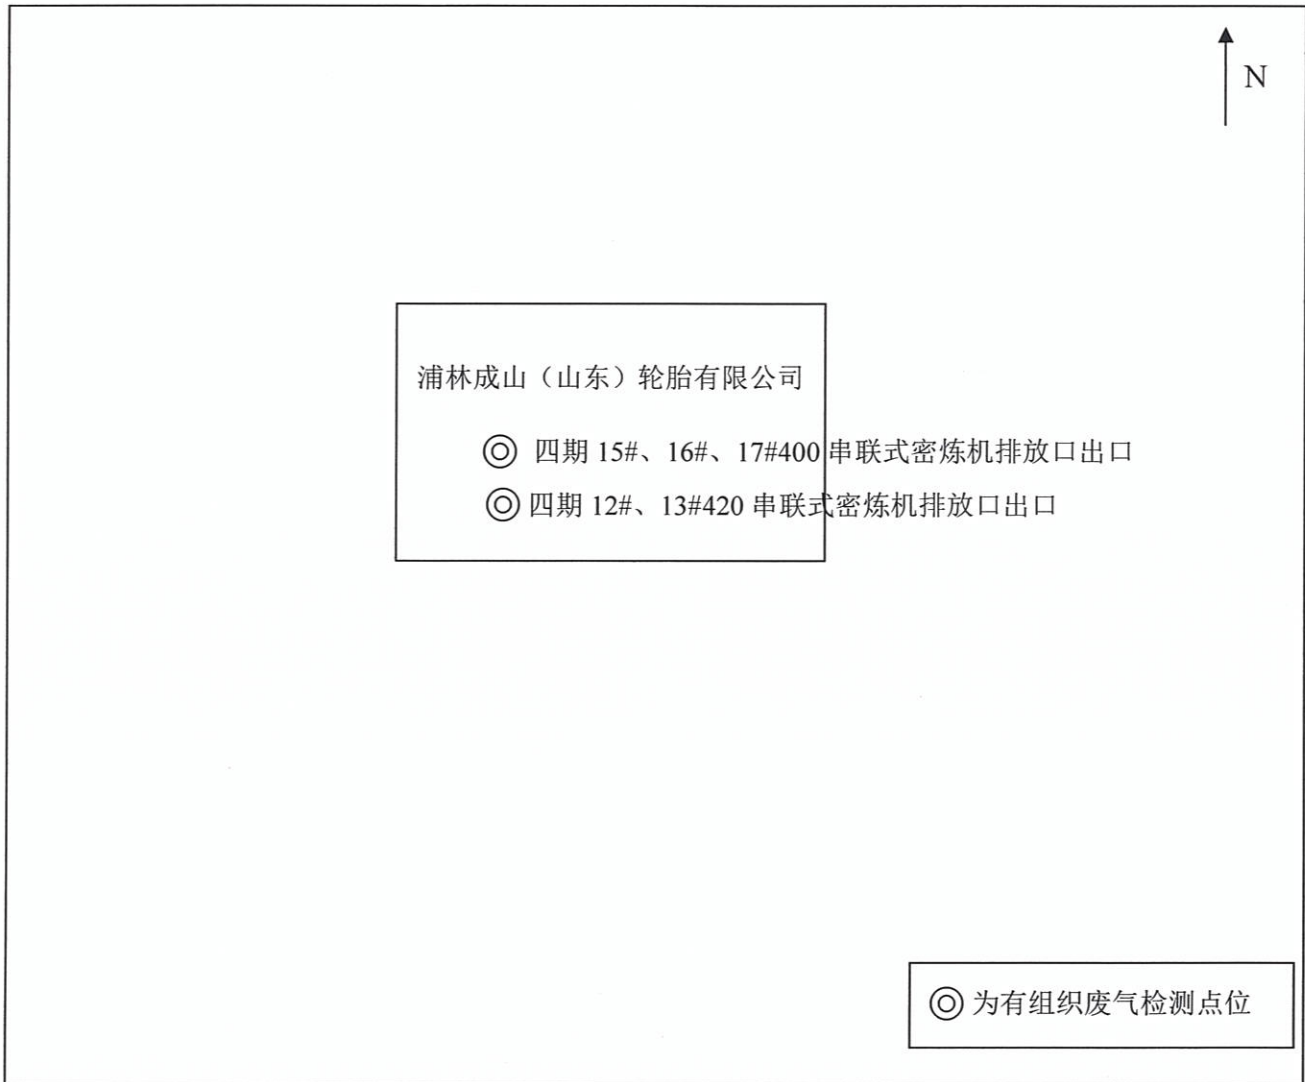 N
浦林成山（山东）轮胎有限公司
四期 15#、16#、17#400 串联式密炼机排放口出口
四期 12#、13#420 串联式密炼机排放口出口
为有组织废气检测点位